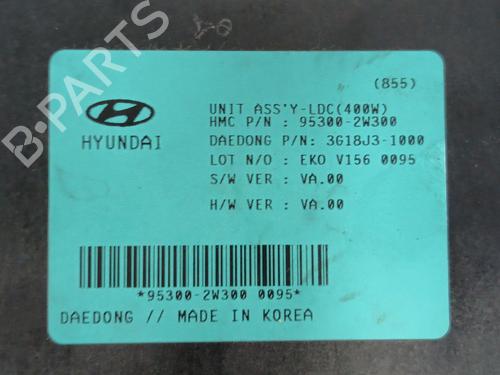 (855)
UNIT ASS'Y-LDC(400W)
HMC P/N : 95300-2W300
HYUNDAI
DAEDONG P/N: 3G18J3-1000
LOT N/O : EKO V156 0095
S/W VER : VA.00
H/W VER : VA.00
*95300-2W300 0095*
DAEDONG // MADE IN KOREA
B-PARTS